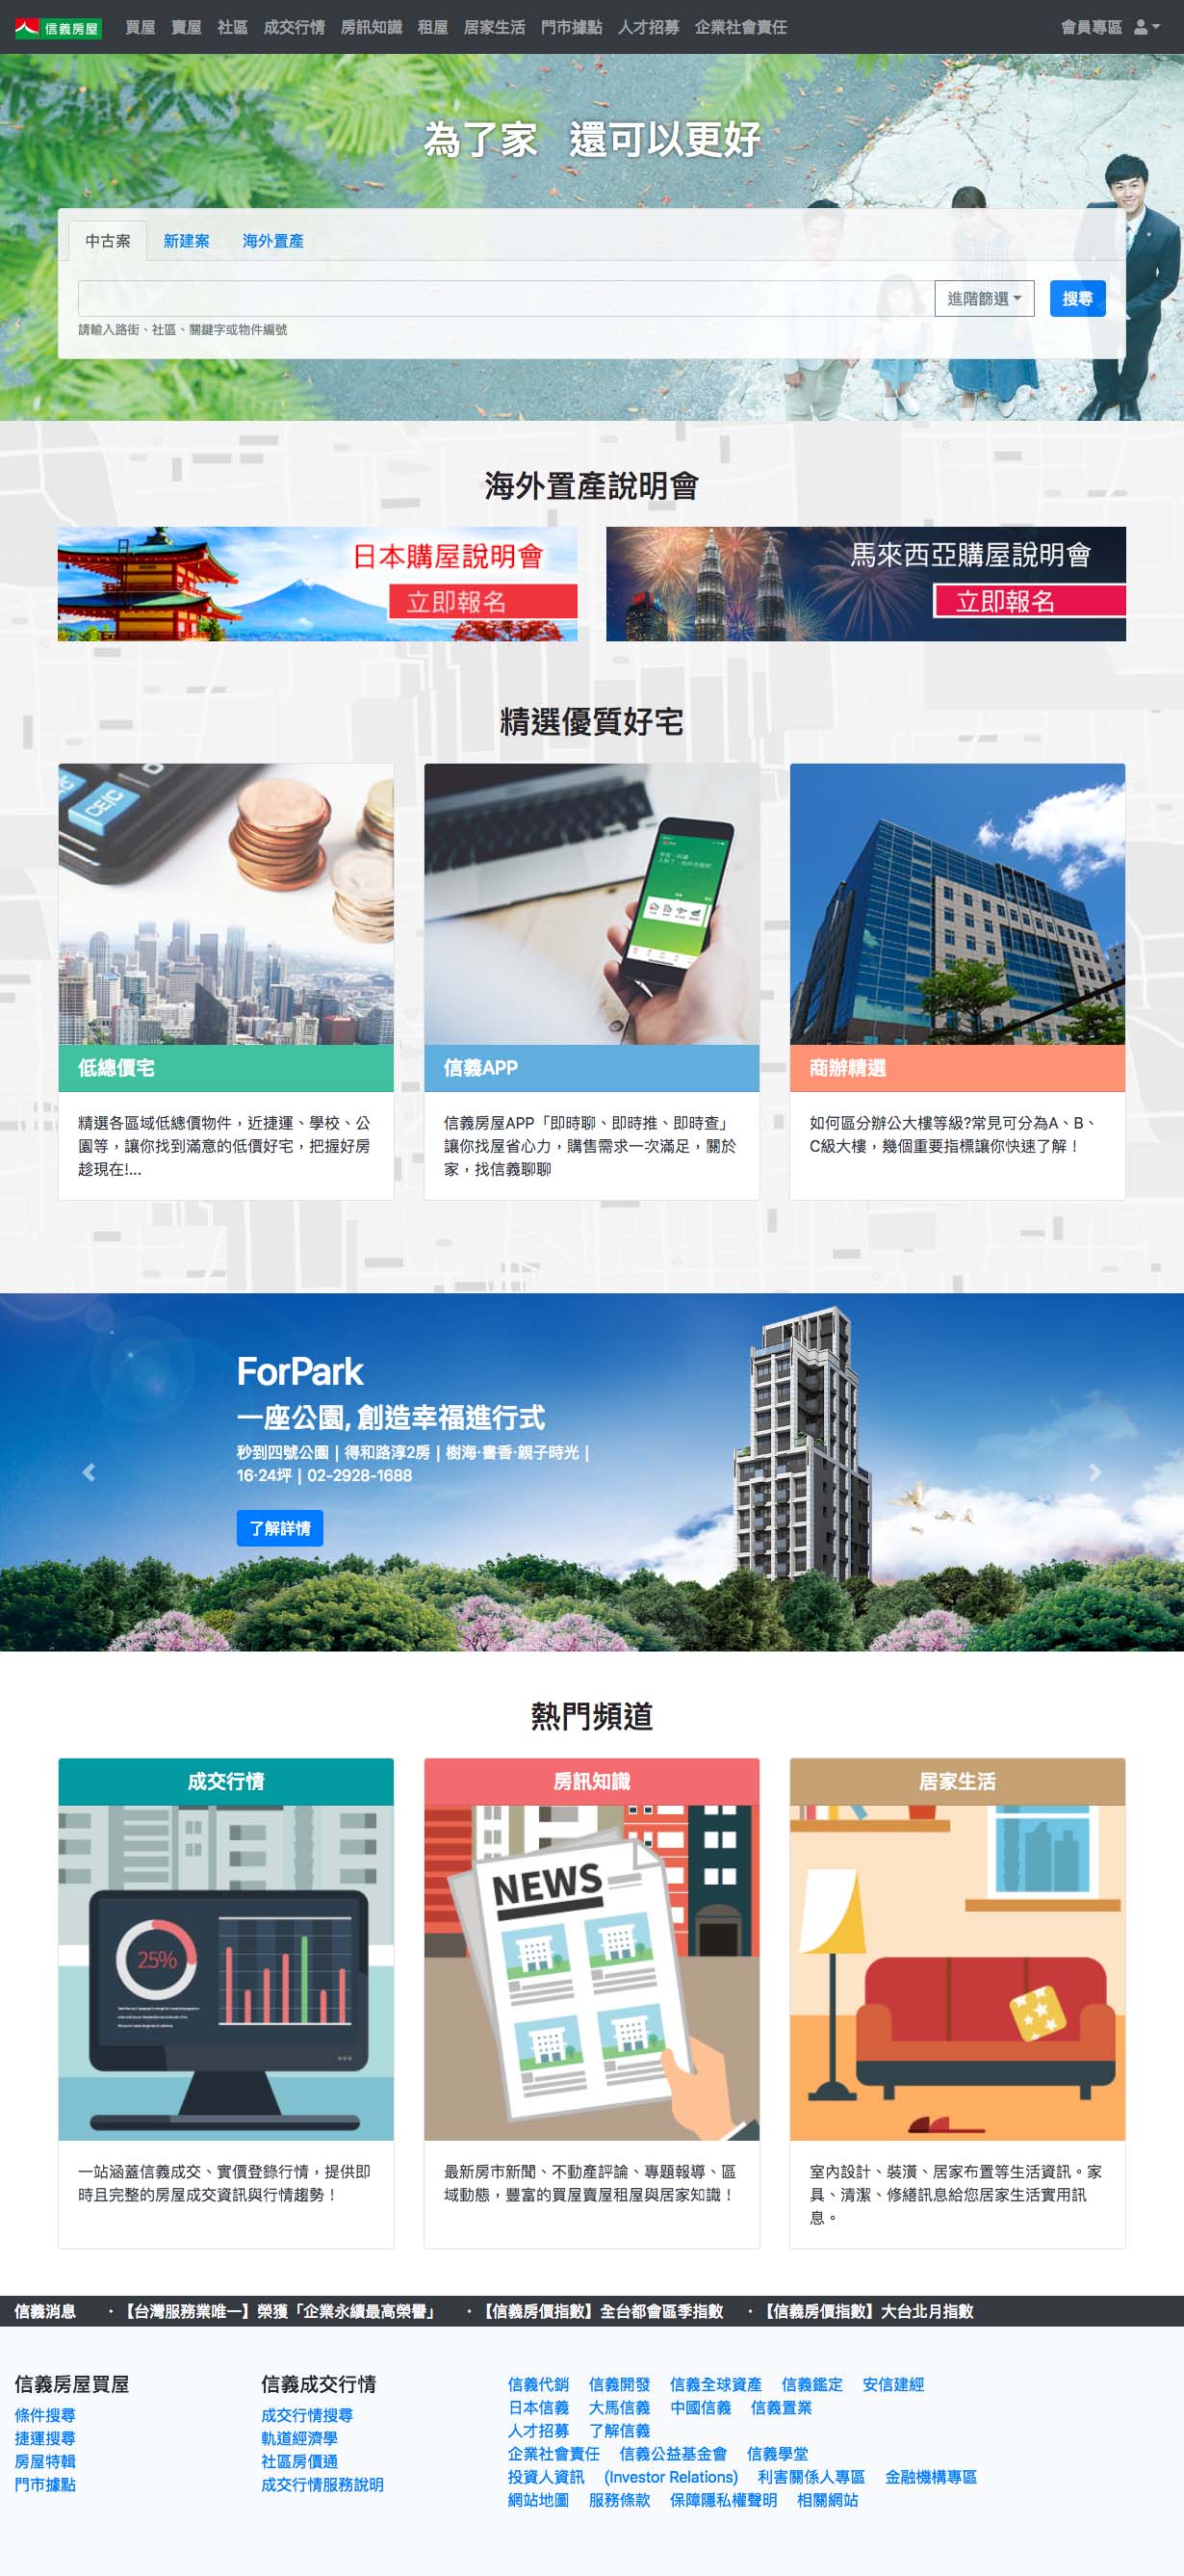 信義房屋
買屋 賣屋 社區 成交行情 房訊知識 租屋 居家生活 門市據點 人才招募 企業社會責任 會員專區
為了家 還可以更好
中古案 新建案 海外置產
進階篩選 搜尋
請輸入路街、社區、關鍵字或物件編號
海外置產說明會
日本購屋說明會
立即報名
馬來西亞購屋說明會
立即報名
精選優質好宅
低總價宅
精選各區域低總價物件，近捷運、學校、公
園等，讓你找到滿意的低價好宅，把握好房
趁現在!...
信義APP
信義房屋APP「即時聊、即時推、即時查」
讓你找屋省心力，購售需求一次滿足，關於
家，找信義聊聊
商辦精選
如何區分辦公大樓等級?常見可分為A、B、
C級大樓，幾個重要指標讓你快速了解！
ForPark
一座公園, 創造幸福進行式
秒到四號公園 | 得和路淳2房 | 樹海·書香·親子時光 |
16·24坪 | 02-2928-1688
了解詳情
熱門頻道
成交行情
25%
一站涵蓋信義成交、實價登錄行情，提供即
時且完整的房屋成交資訊與行情趨勢！
房訊知識
NEWS
最新房市新聞、不動產評論、專題報導、區
域動態，豐富的買屋賣屋租屋與居家知識！
居家生活
室內設計、裝潢、居家布置等生活資訊。家
具、清潔、修繕訊息給您居家生活實用訊
息。
信義消息 ・【台灣服務業唯一】榮獲「企業永續最高榮譽」 ・【信義房價指數】全台都會區季指數 ・【信義房價指數】大台北月指數
信義房屋買屋
條件搜尋
捷運搜尋
房屋特輯
門市據點
信義成交行情
成交行情搜尋
軌道經濟學
社區房價通
成交行情服務說明
信義代銷 信義開發 信義全球資產 信義鑑定 安信建經
日本信義 大馬信義 中國信義 信義置業
人才招募 了解信義
企業社會責任 信義公益基金會 信義學堂
投資人資訊 (Investor Relations) 利害關係人專區 金融機構專區
網站地圖 服務條款 保障隱私權聲明 相關網站